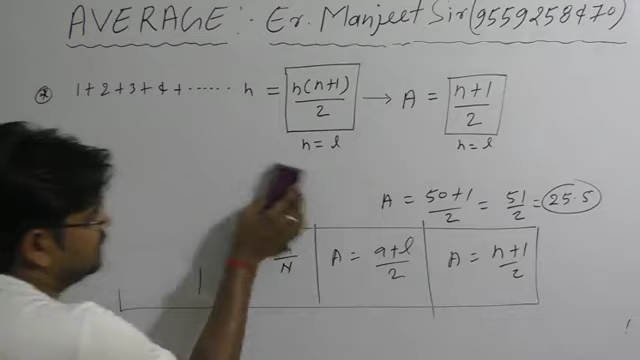 AVERAGE:- Er. Manjeet Sir (9559258470)
* 1+2+3+4+...... n = n(n+1)/2 → A = n+1/2
n=l n=l
A = 50+1/2 = 51/2 = 25.5
N A = a+l/2 A = n+1/2